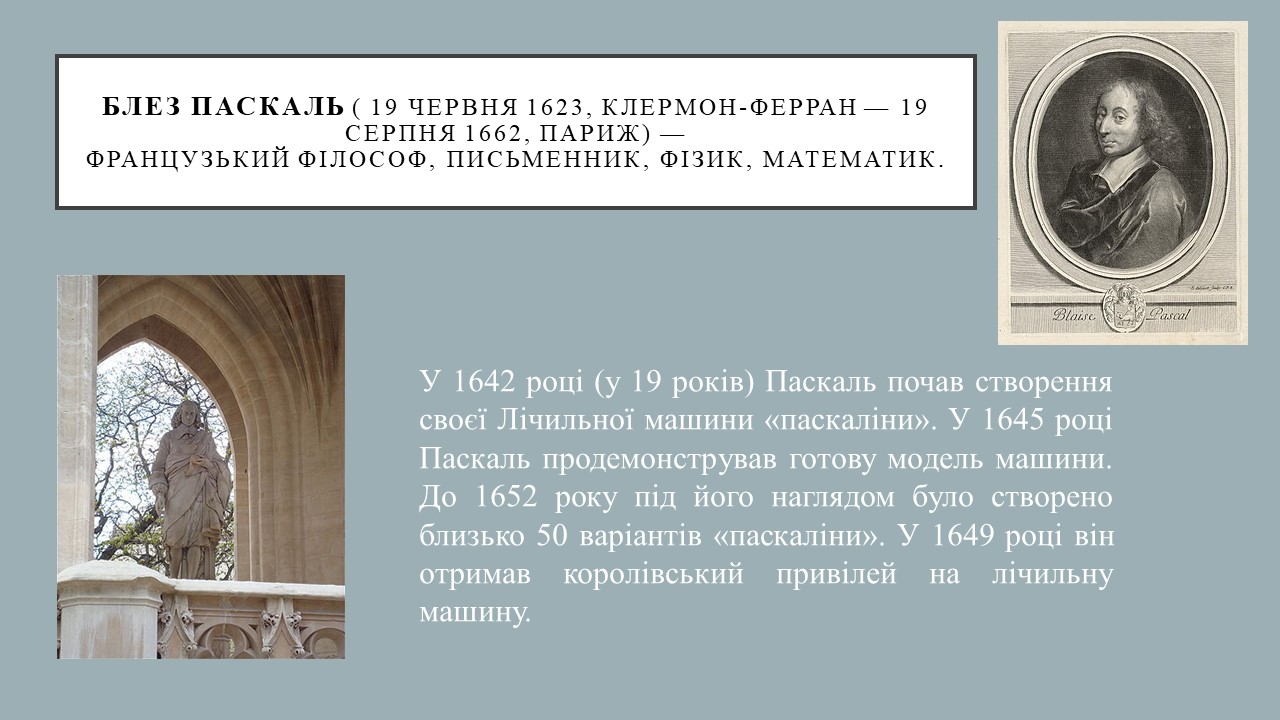 БЛЕЗ ПАСКАЛЬ ( 19 ЧЕРВНЯ 1623, КЛЕРМОН-ФЕРРАН — 19
СЕРПНЯ 1662, ПАРИЖ) —
ФРАНЦУЗЬКИЙ ФІЛОСОФ, ПИСЬМЕННИК, ФІЗИК, МАТЕМАТИК.
Blaise Pascal
У 1642 році (у 19 років) Паскаль почав створення
своєї Лічильної машини «паскаліни». У 1645 році
Паскаль продемонстрував готову модель машини.
До 1652 року під його наглядом було створено
близько 50 варіантів «паскаліни». У 1649 році він
отримав королівський привілей на лічильну
машину.